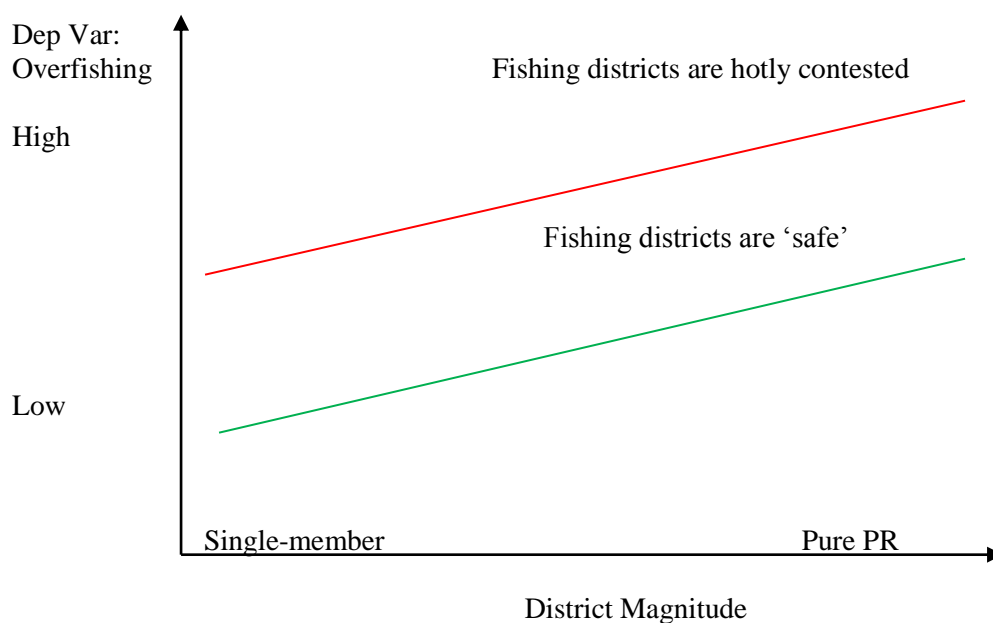 Dep Var:
Overfishing
Fishing districts are hotly contested
High
Fishing districts are ‘safe’
Low
Single-member
Pure PR
District Magnitude